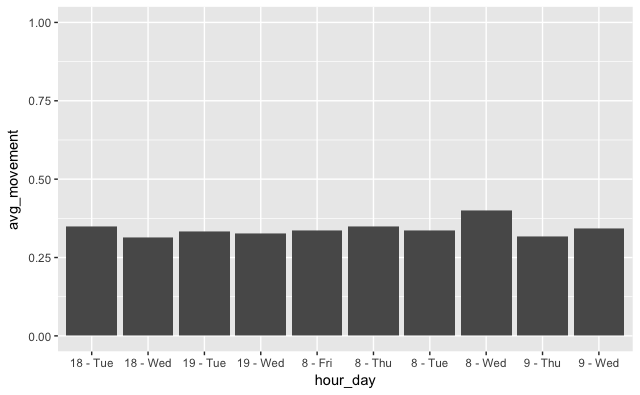 1.00
0.75
0.50
0.25
0.00
avg_movement
18 - Tue 18 - Wed 19 - Tue 19 - Wed 8 - Fri 8 - Thu 8 - Tue 8 - Wed 9 - Thu 9 - Wed
hour_day